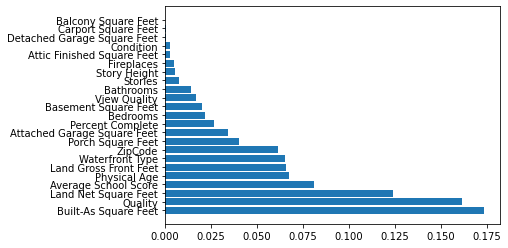 Balcony Square Feet
Carport Square Feet
Detached Garage Square Feet
Condition
Attic Finished Square Feet
Fireplaces
Story Height
Stories
Bathrooms
View Quality
Basement Square Feet
Bedrooms
Percent Complete
Attached Garage Square Feet
Porch Square Feet
ZipCode
Waterfront Type
Land Gross Front Feet
Physical Age
Average School Score
Land Net Square Feet
Quality
Built-As Square Feet
0.000 0.025 0.050 0.075 0.100 0.125 0.150 0.175